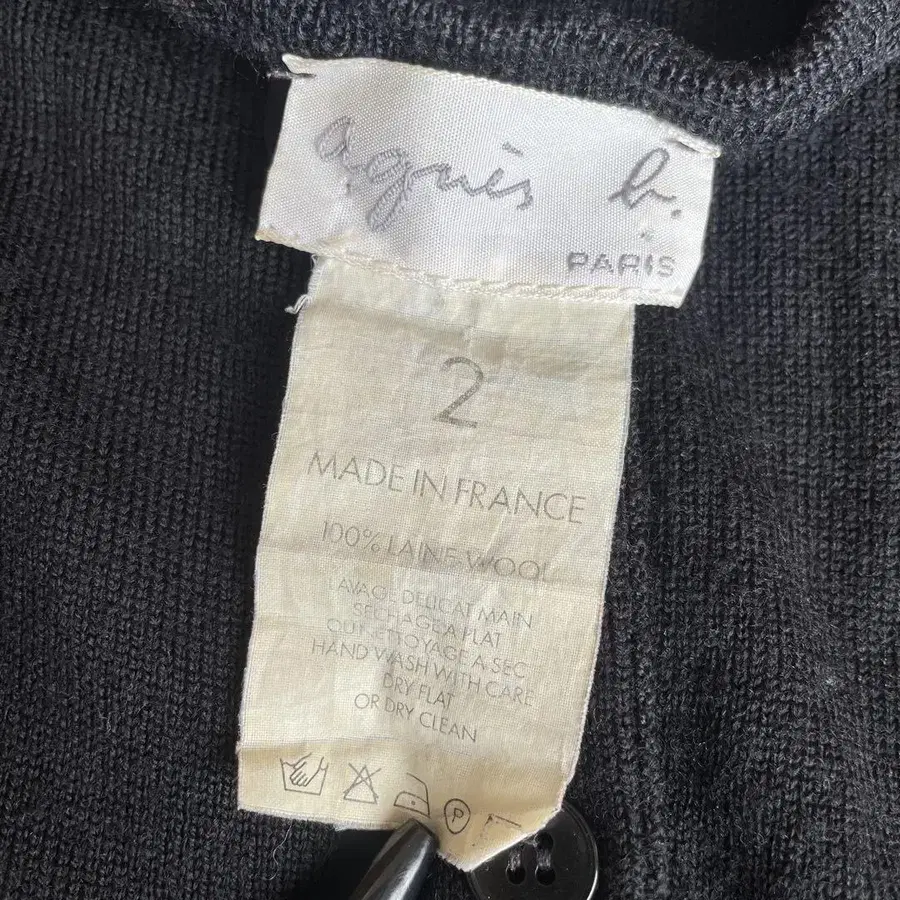 agnès b.
PARIS
2
MADE IN FRANCE
100% LAINE-WOOL
LAVAGE DELICAT MAIN
SECHAGE A PLAT
OU NETTOYAGE A SEC
HAND WASH WITH CARE
DRY FLAT
OR DRY CLEAN
P